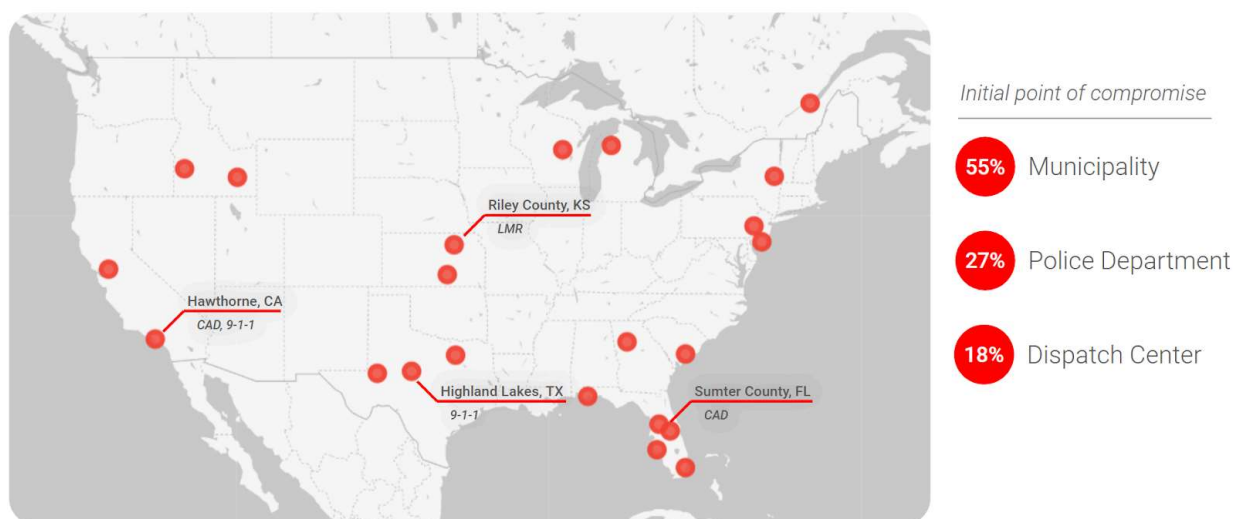 Initial point of compromise
55% Municipality
27% Police Department
18% Dispatch Center
Riley County, KS
LMR
Hawthorne, CA
CAD, 9-1-1
Highland Lakes, TX
9-1-1
Sumter County, FL
CAD